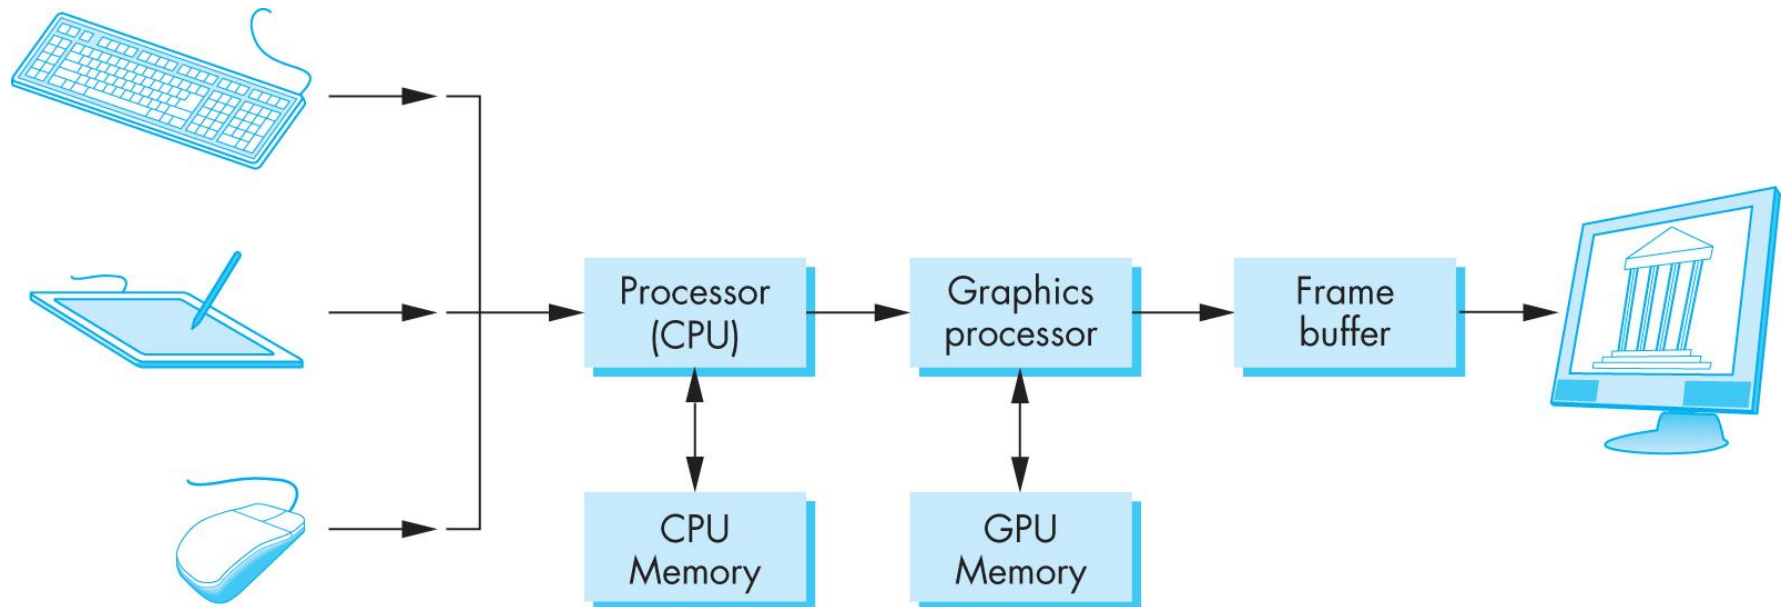 Processor
(CPU)
Graphics
processor
Frame
buffer
CPU
Memory
GPU
Memory